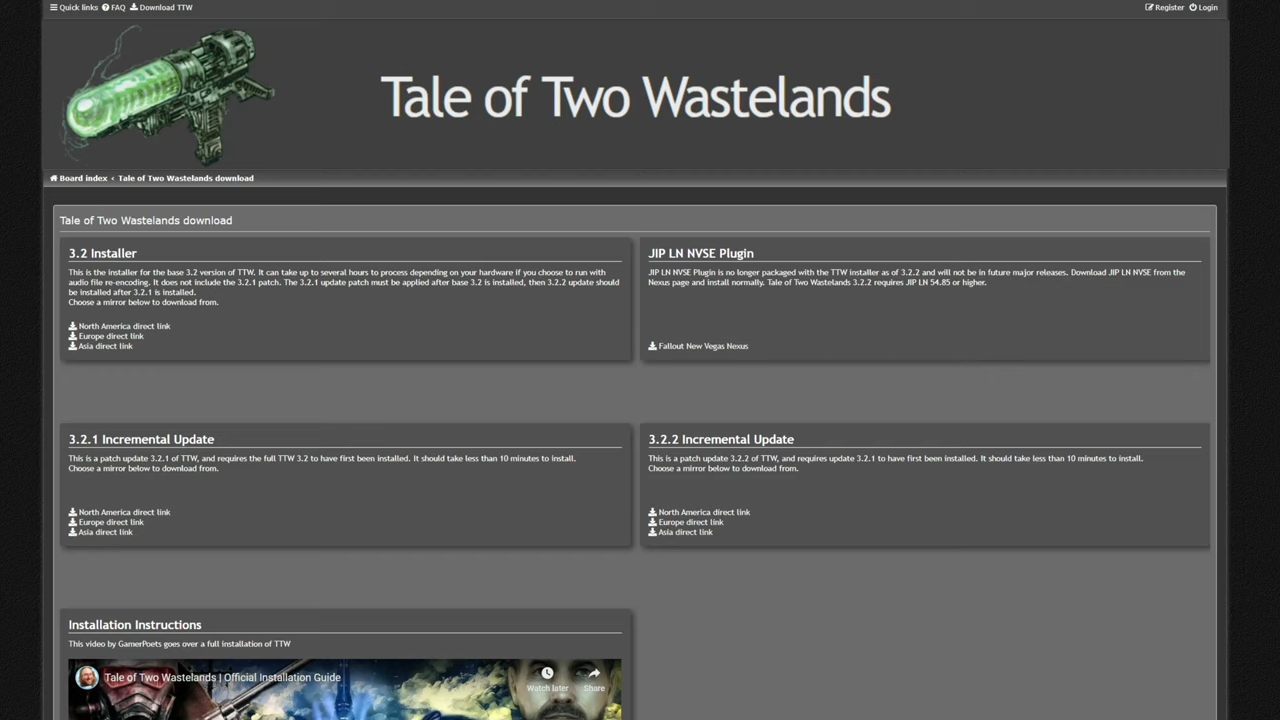 Quick links FAQ Download TTW
Register Login
Tale of Two Wastelands
Board index ‹ Tale of Two Wastelands download
Tale of Two Wastelands download
3.2 Installer
This is the installer for the base 3.2 version of TTW. It can take up to several hours to process depending on your hardware if you choose to run with
audio file re-encoding. It does not include the 3.2.1 patch. The 3.2.1 update patch must be applied after base 3.2 is installed, then 3.2.2 update should
be installed after 3.2.1 is installed.
Choose a mirror below to download from.
North America direct link
Europe direct link
Asia direct link
JIP LN NVSE Plugin
JIP LN NVSE Plugin is no longer packaged with the TTW installer as of 3.2.2 and will not be in future major releases. Download JIP LN NVSE from the
Nexus page and install normally. Tale of Two Wastelands 3.2.2 requires JIP LN 54.85 or higher.
Fallout New Vegas Nexus
3.2.1 Incremental Update
This is a patch update 3.2.1 of TTW, and requires the full TTW 3.2 to have first been installed. It should take less than 10 minutes to install.
Choose a mirror below to download from.
North America direct link
Europe direct link
Asia direct link
3.2.2 Incremental Update
This is a patch update 3.2.2 of TTW, and requires update 3.2.1 to have first been installed. It should take less than 10 minutes to install.
Choose a mirror below to download from.
North America direct link
Europe direct link
Asia direct link
Installation Instructions
This video by GamerPoets goes over a full installation of TTW
Tale of Two Wastelands | Official Installation Guide
Watch later
Share